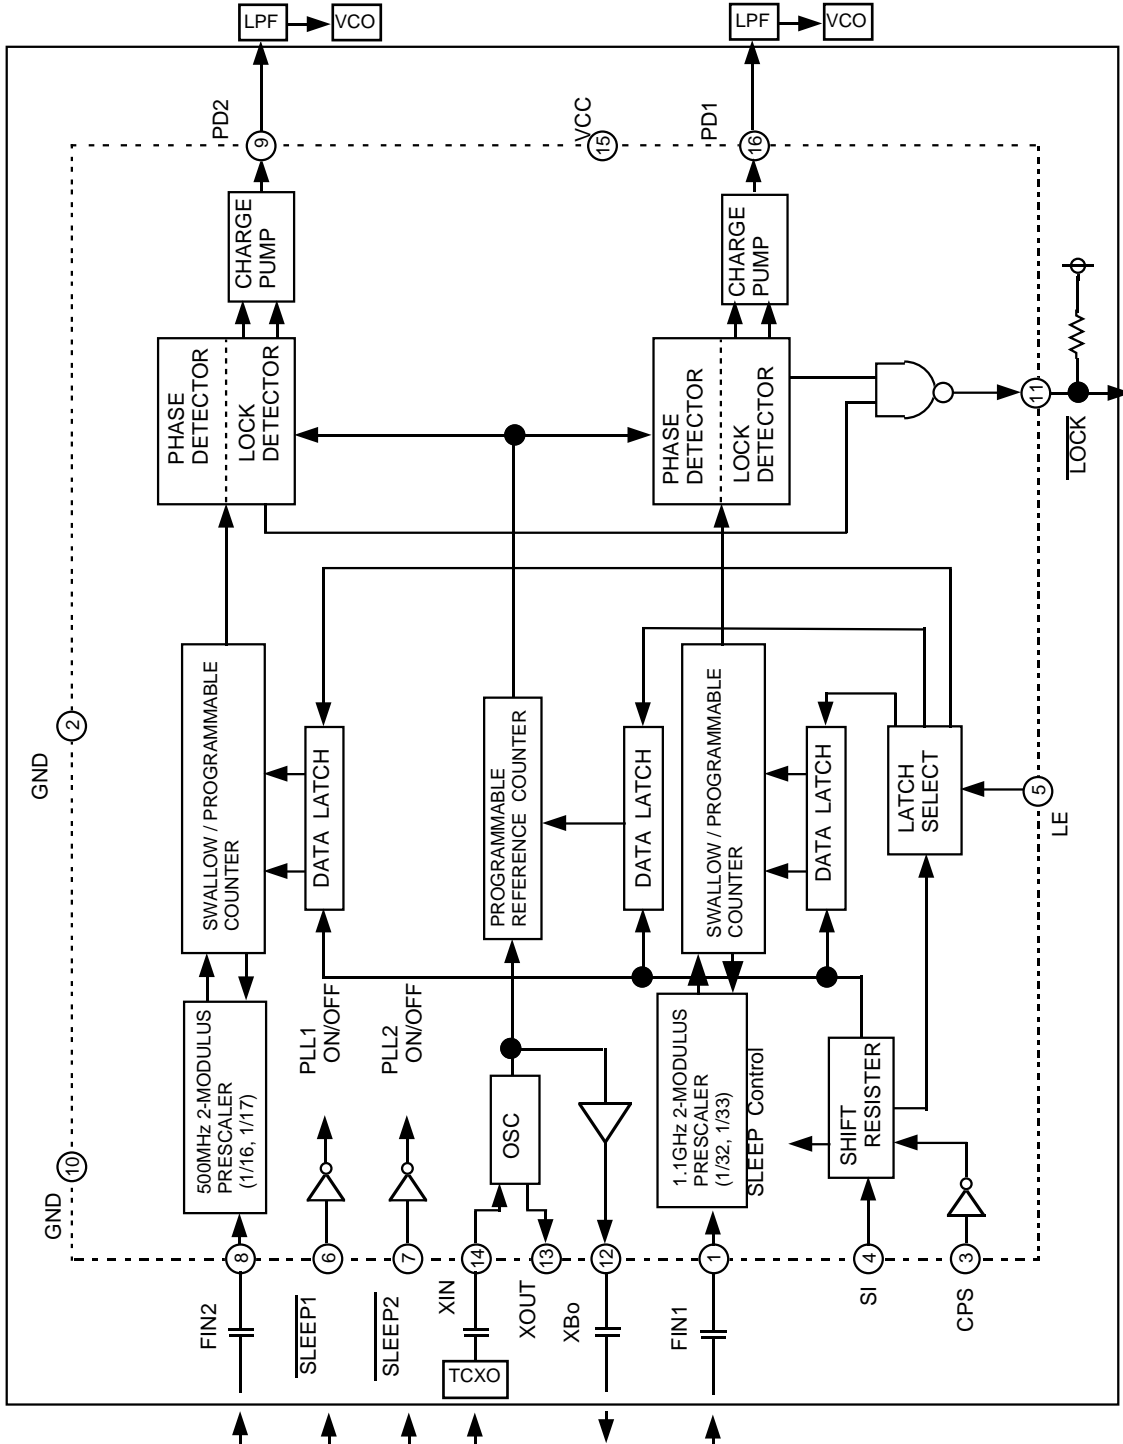 LPF
VCO
LPF
VCO
PD2
VCC
PD1
9
15
16
CHARGE
PUMP
CHARGE
PUMP
PHASE
DETECTOR
LOCK
DETECTOR
PHASE
DETECTOR
LOCK
DETECTOR
11
LOCK
GND
2
SWALLOW / PROGRAMMABLE
COUNTER
DATA LATCH
PROGRAMMABLE
REFERENCE COUNTER
DATA LATCH
SWALLOW / PROGRAMMABLE
COUNTER
DATA LATCH
LATCH
SELECT
5
LE
GND
10
500MHz 2-MODULUS
PRESCALER
(1/16, 1/17)
PLL1
ON/OFF
PLL2
ON/OFF
OSC
1.1GHz 2-MODULUS
PRESCALER
(1/32, 1/33)
SLEEP Control
SHIFT
RESISTER
8
6
7
14
13
12
1
4
3
FIN2
SLEEP1
SLEEP2
XIN
XOUT
XBo
FIN1
SI
CPS
TCXO